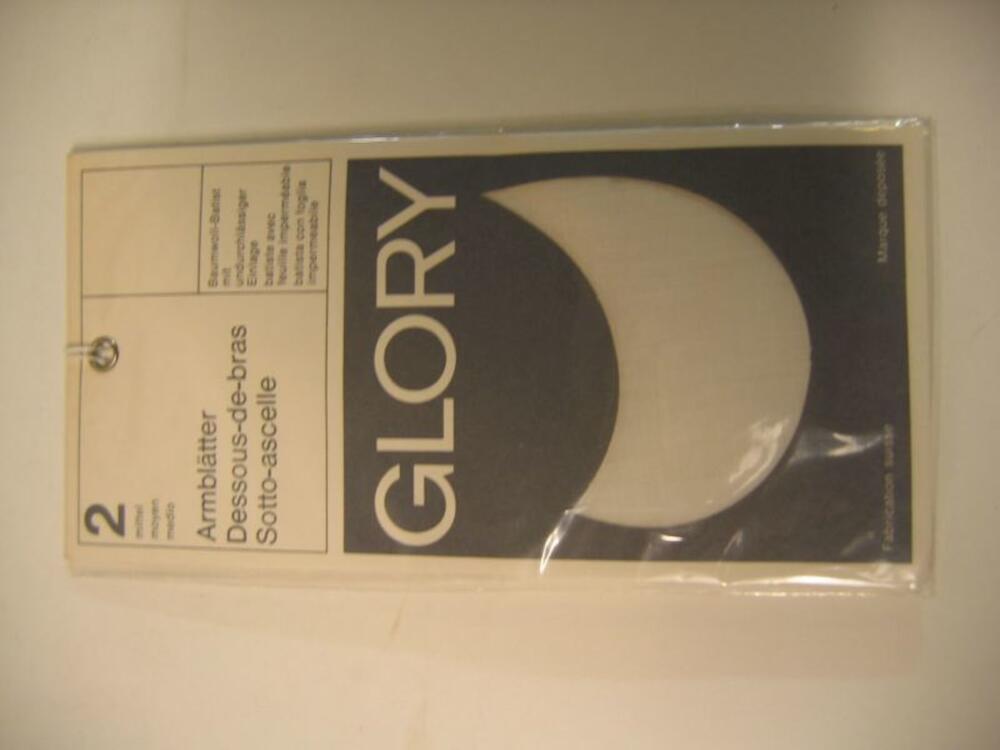 2
mittel
moyen
medio
Armblätter
Dessous-de-bras
Sotto-ascelle
Baumwoll-Batist
mit
undurchlässiger
Einlage
batiste avec
feuille imperméable
batista con foglia
impermeabile
GLORY
Fabrication suisse
Marque déposée